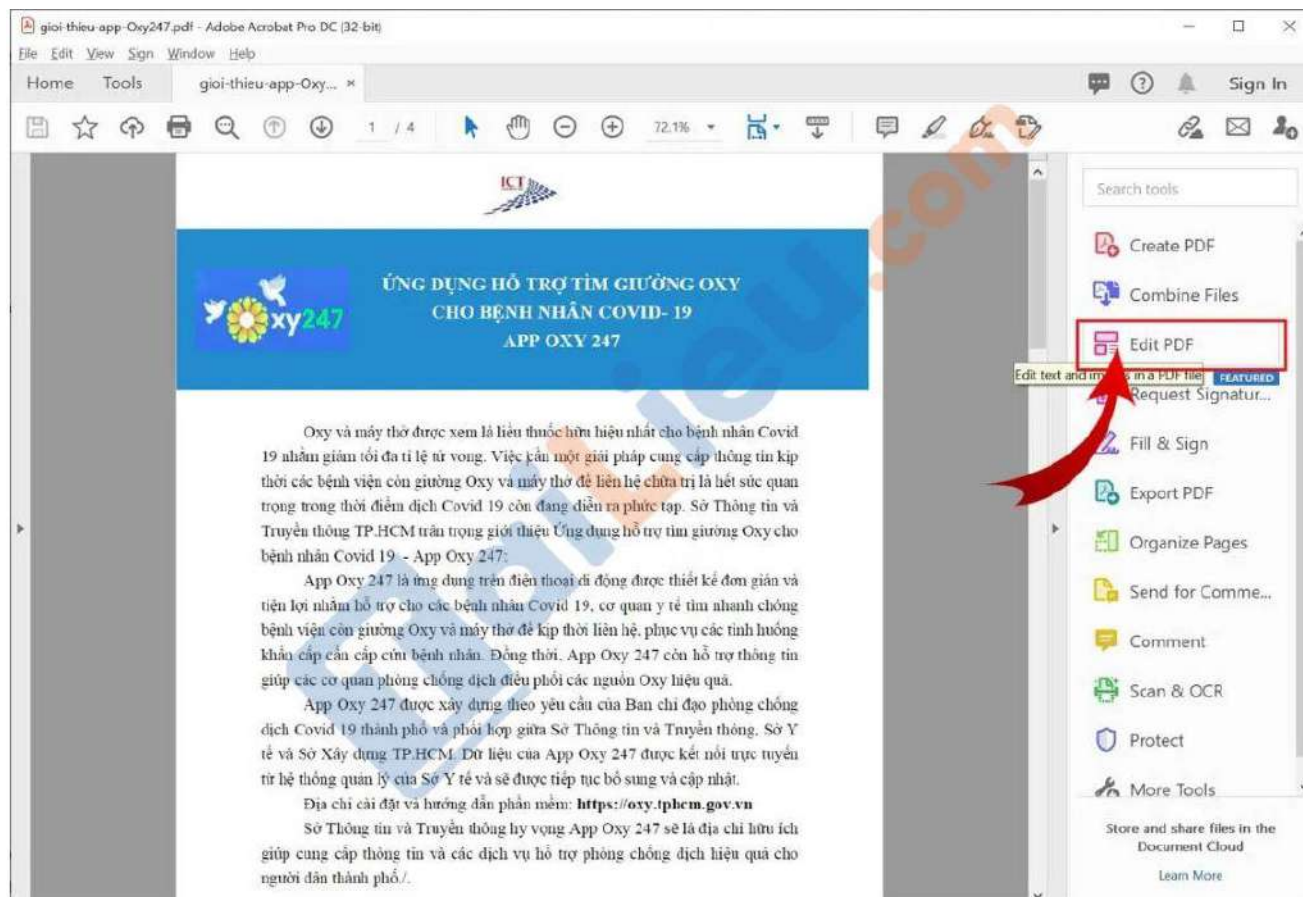 gioi-thieu-app-Oxy247.pdf - Adobe Acrobat Pro DC (32-bit)
File Edit View Sign Window Help
Home Tools gioi-thieu-app-Oxy... × Sign In
1 / 4 72.1%
ICT
Search tools
Create PDF
Combine Files
Edit PDF
Edit text and images in a PDF file
FEATURED
Request Signatur...
Fill & Sign
Export PDF
Organize Pages
Send for Comme...
Comment
Scan & OCR
Protect
More Tools
Store and share files in the
Document Cloud
Learn More
Oxy247
ỨNG DỤNG HỖ TRỢ TÌM GIƯỜNG OXY
CHO BỆNH NHÂN COVID- 19
APP OXY 247
Oxy và máy thở được xem là liều thuốc hữu hiệu nhất cho bệnh nhân Covid
19 nhằm giảm tối đa tỉ lệ tử vong. Việc cần một giải pháp cung cấp thông tin kịp
thời các bệnh viện còn giường Oxy và máy thở để liên hệ chữa trị là hết sức quan
trọng trong thời điểm dịch Covid 19 còn đang diễn ra phức tạp. Sở Thông tin và
Truyền thông TP.HCM trân trọng giới thiệu Ứng dụng hỗ trợ tìm giường Oxy cho
bệnh nhân Covid 19 - App Oxy 247:
App Oxy 247 là ứng dụng trên điện thoại di động được thiết kế đơn giản và
tiện lợi nhằm hỗ trợ cho các bệnh nhân Covid 19, cơ quan y tế tìm nhanh chóng
bệnh viện còn giường Oxy và máy thở để kịp thời liên hệ, phục vụ các tình huống
khẩn cấp cần cấp cứu bệnh nhân. Đồng thời, App Oxy 247 còn hỗ trợ thông tin
giúp các cơ quan phòng chống dịch điều phối các nguồn Oxy hiệu quả.
App Oxy 247 được xây dựng theo yêu cầu của Ban chỉ đạo phòng chống
dịch Covid 19 thành phố và phối hợp giữa Sở Thông tin và Truyền thông, Sở Y
tế và Sở Xây dựng TP.HCM. Dữ liệu của App Oxy 247 được kết nối trực tuyến
từ hệ thống quản lý của Sở Y tế và sẽ được tiếp tục bổ sung và cập nhật.
Địa chỉ cài đặt và hướng dẫn phần mềm: https://oxy.tphcm.gov.vn
Sở Thông tin và Truyền thông hy vọng App Oxy 247 sẽ là địa chỉ hữu ích
giúp cung cấp thông tin và các dịch vụ hỗ trợ phòng chống dịch hiệu quả cho
người dân thành phố./.
TaiLieu.com